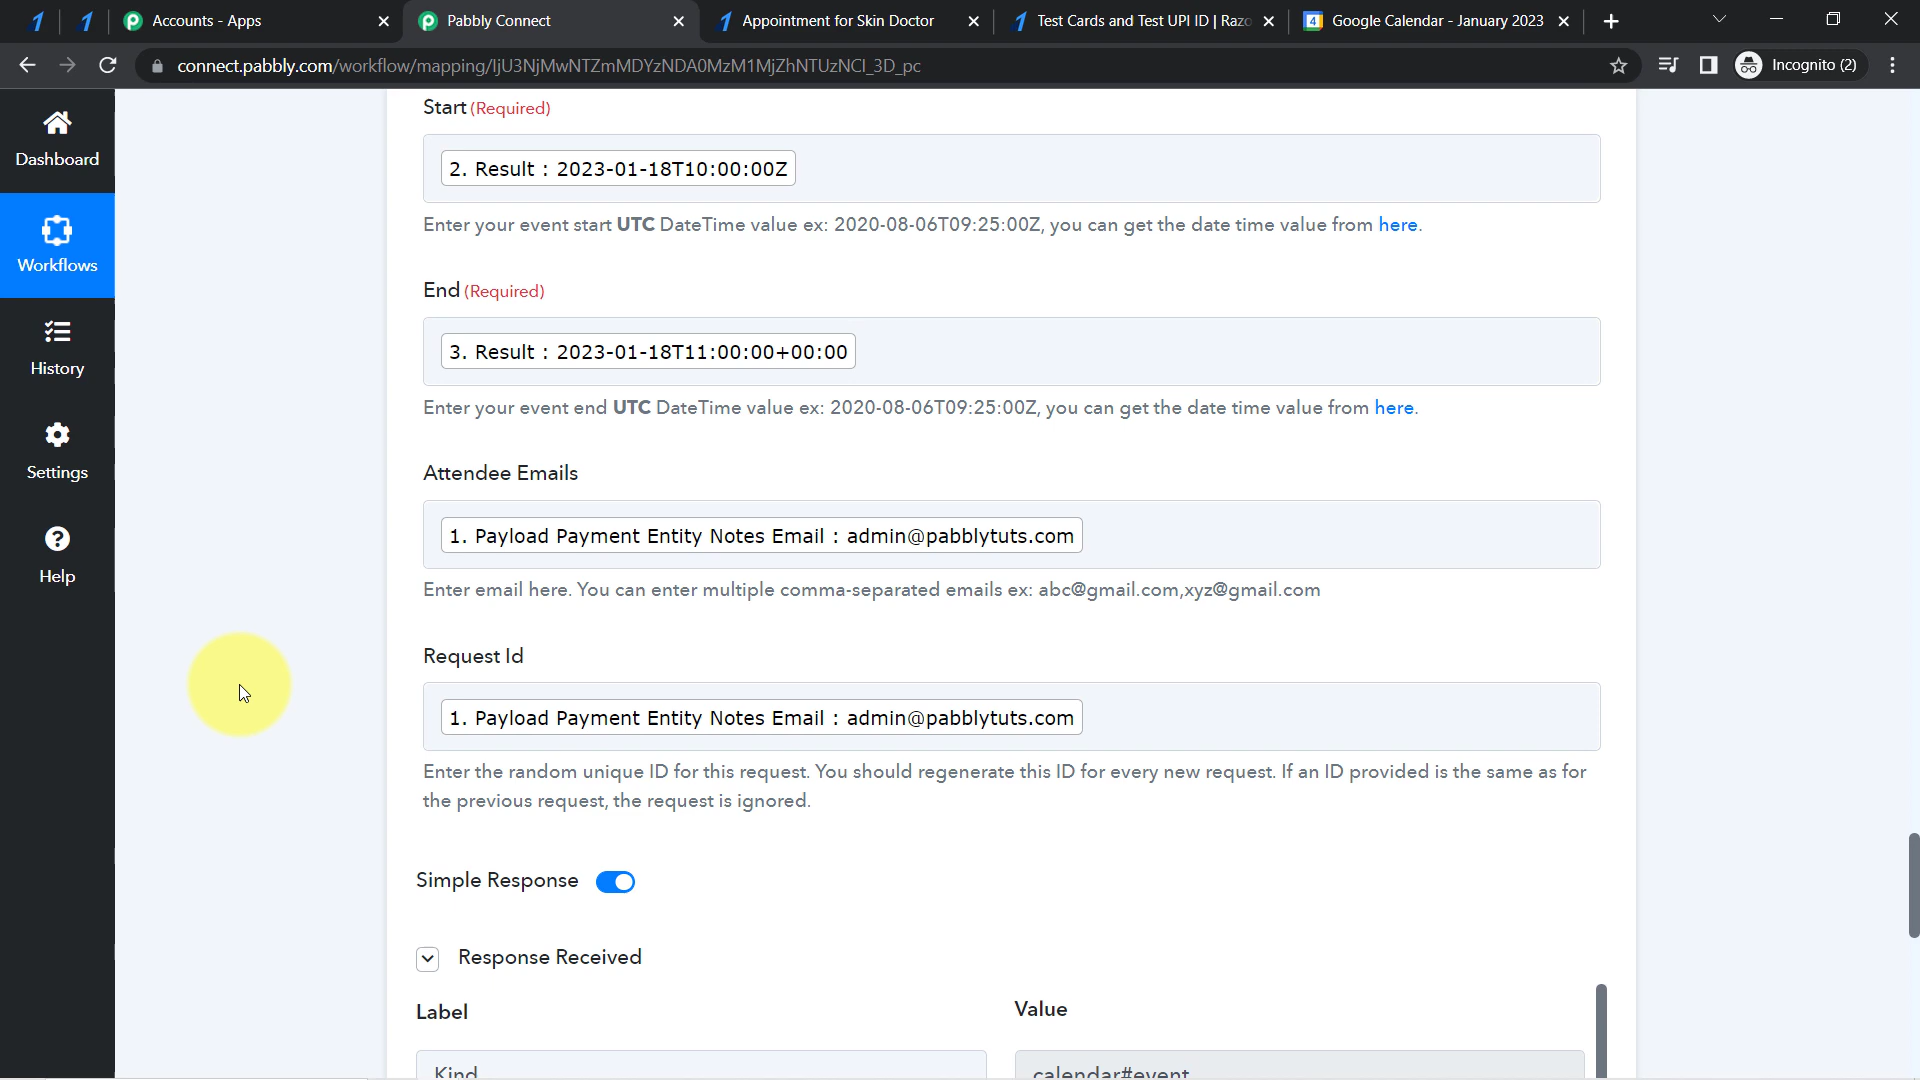 Accounts - Apps
Pabbly Connect
Appointment for Skin Doctor
Test Cards and Test UPI ID | Razo
4
Google Calendar - January 2023
connect.pabbly.com/workflow/mapping/IjU3NjMwNTZmMDYzNDA0MzM1MjZhNTUzNCI_3D_pc
Incognito (2)
Dashboard
Workflows
History
Settings
Help
Start (Required)
2. Result : 2023-01-18T10:00:00Z
Enter your event start UTC DateTime value ex: 2020-08-06T09:25:00Z, you can get the date time value from here.
End (Required)
3. Result : 2023-01-18T11:00:00+00:00
Enter your event end UTC DateTime value ex: 2020-08-06T09:25:00Z, you can get the date time value from here.
Attendee Emails
1. Payload Payment Entity Notes Email : admin@pabblytuts.com
Enter email here. You can enter multiple comma-separated emails ex: abc@gmail.com,xyz@gmail.com
Request Id
1. Payload Payment Entity Notes Email : admin@pabblytuts.com
Enter the random unique ID for this request. You should regenerate this ID for every new request. If an ID provided is the same as for
the previous request, the request is ignored.
Simple Response
Response Received
Label
Value
Kind
calendar#event